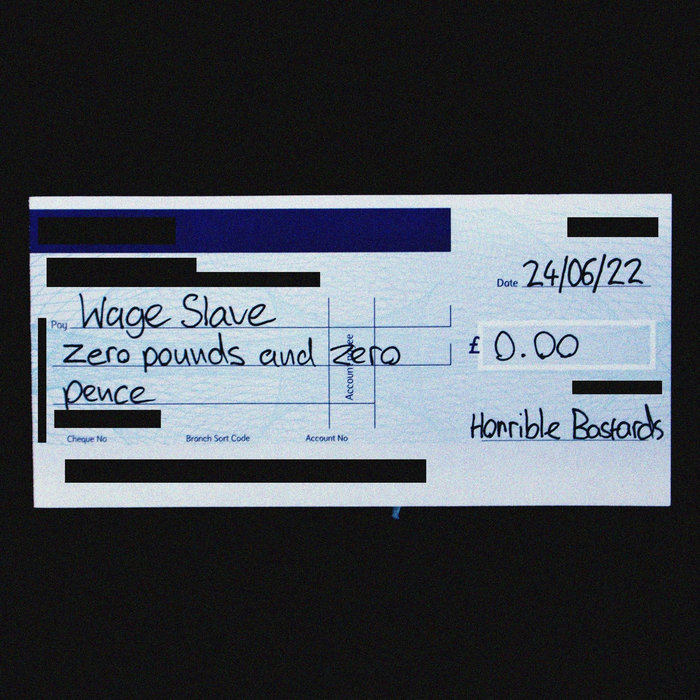 Date 24/06/22
Pay Wage Slave
Zero pounds and zero
£ 0.00
pence
Account Payee
Horrible Bastards
Cheque No Branch Sort Code Account No